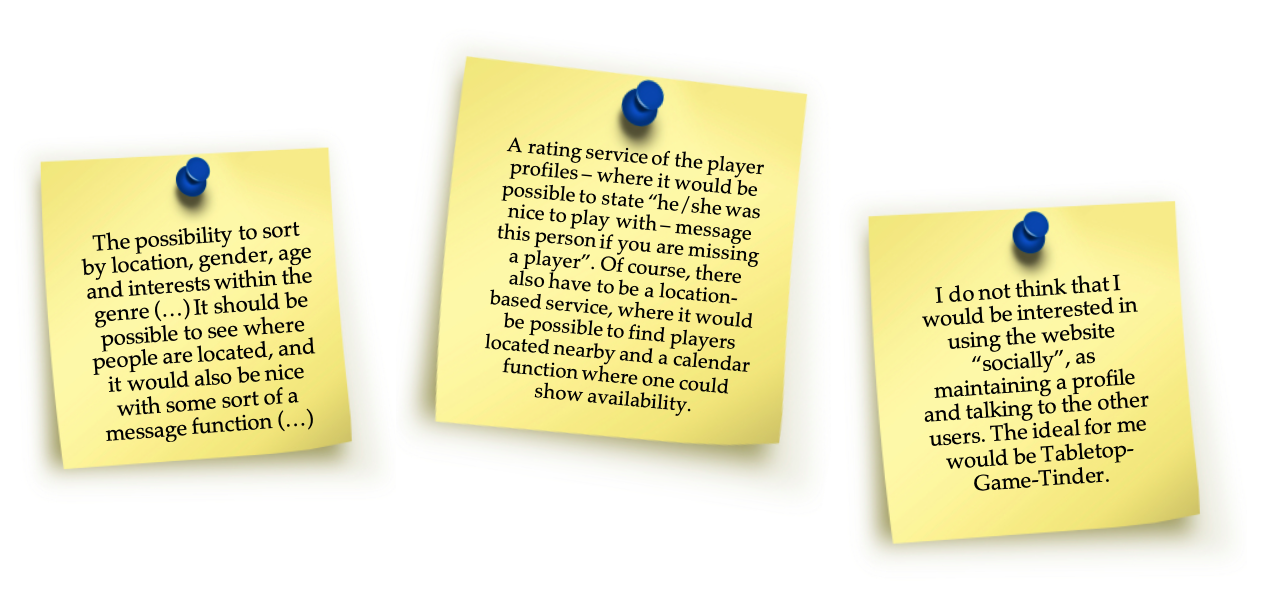 The possibility to sort
by location, gender, age
and interests within the
genre (…) It should be
possible to see where
people are located, and
it would also be nice
with some sort of a
message function (…)
A rating service of the player
profiles – where it would be
possible to state “he/she was
nice to play with – message
this person if you are missing
a player”. Of course, there
also have to be a location-
based service, where it would
be possible to find players
located nearby and a calendar
function where one could
show availability.
I do not think that I
would be interested in
using the website
“socially”, as
maintaining a profile
and talking to the other
users. The ideal for me
would be Tabletop-
Game-Tinder.